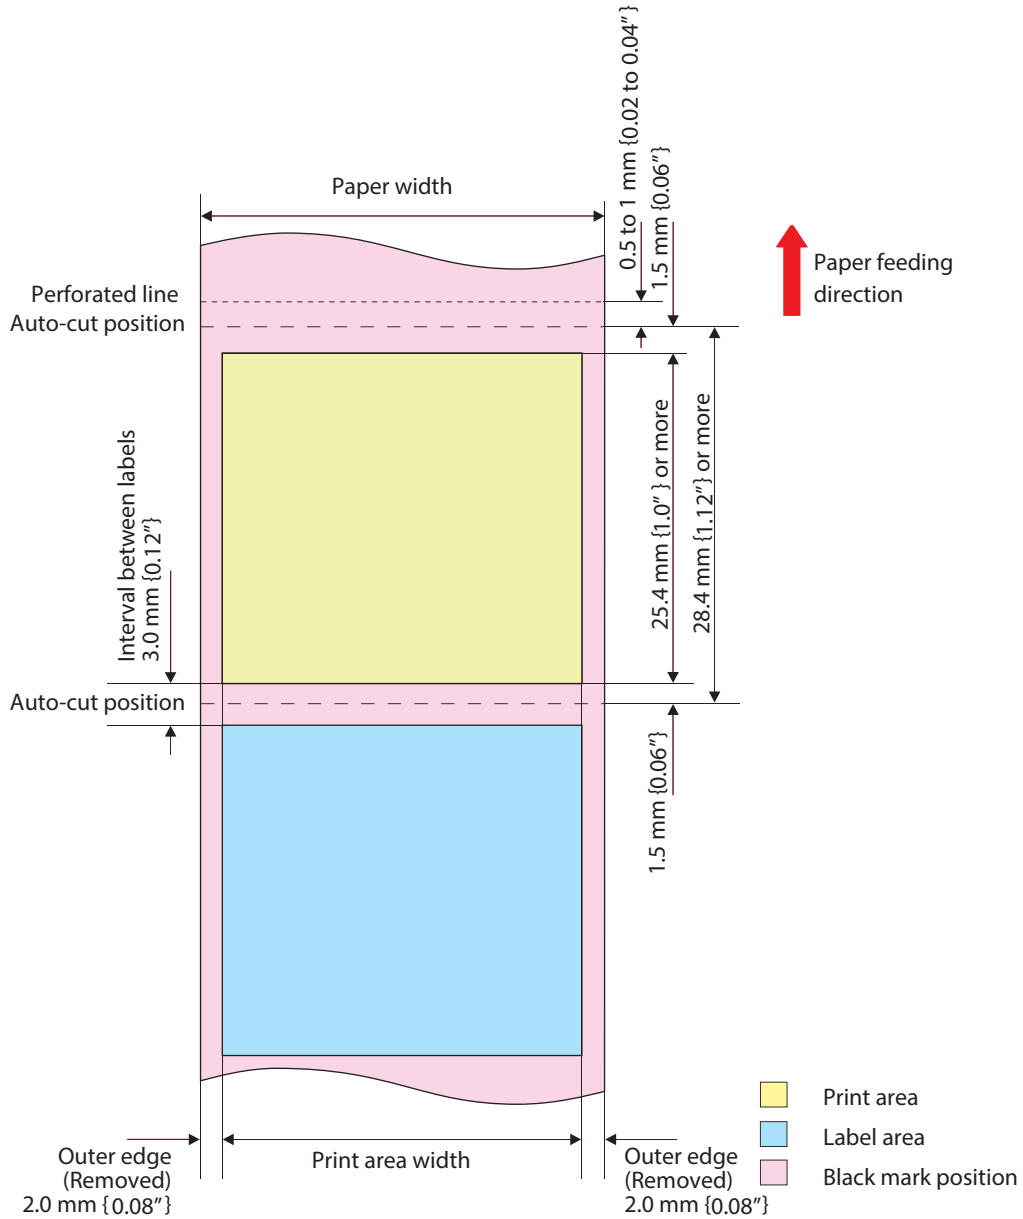 0.5 to 1 mm {0.02 to 0.04”}
1.5 mm {0.06”}
Paper width
Paper feeding
direction
Perforated line
Auto-cut position
Interval between labels
3.0 mm {0.12”}
25.4 mm {1.0” } or more
28.4 mm {1.12”} or more
Auto-cut position
1.5 mm {0.06”}
Print area
Label area
Black mark position
Outer edge
(Removed)
2.0 mm { 0.08” }
Print area width
Outer edge
(Removed)
2.0 mm {0.08”}